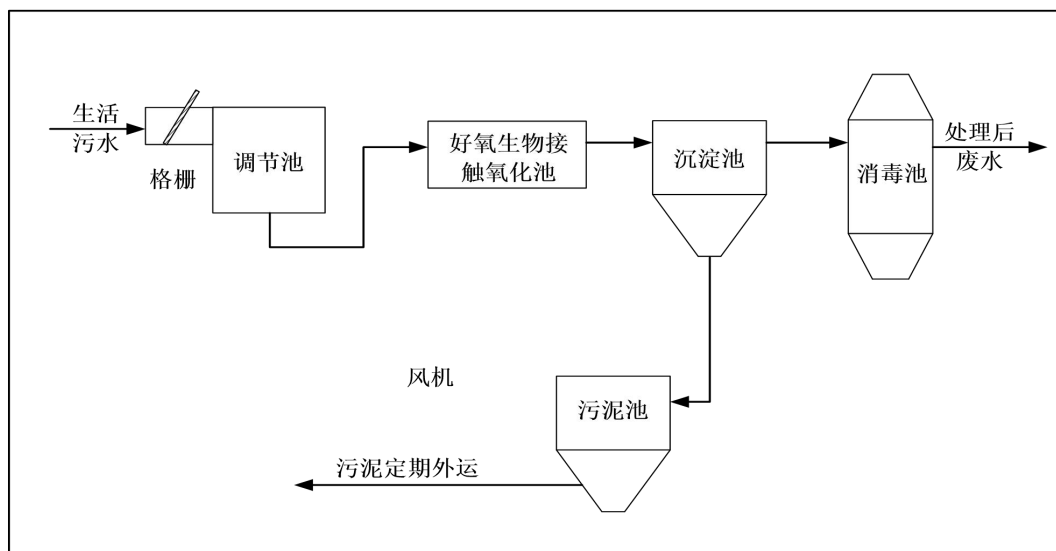 生活
污水
格栅
调节池
好氧生物接
触氧化池
沉淀池
消毒池
处理后
废水
风机
污泥池
污泥定期外运